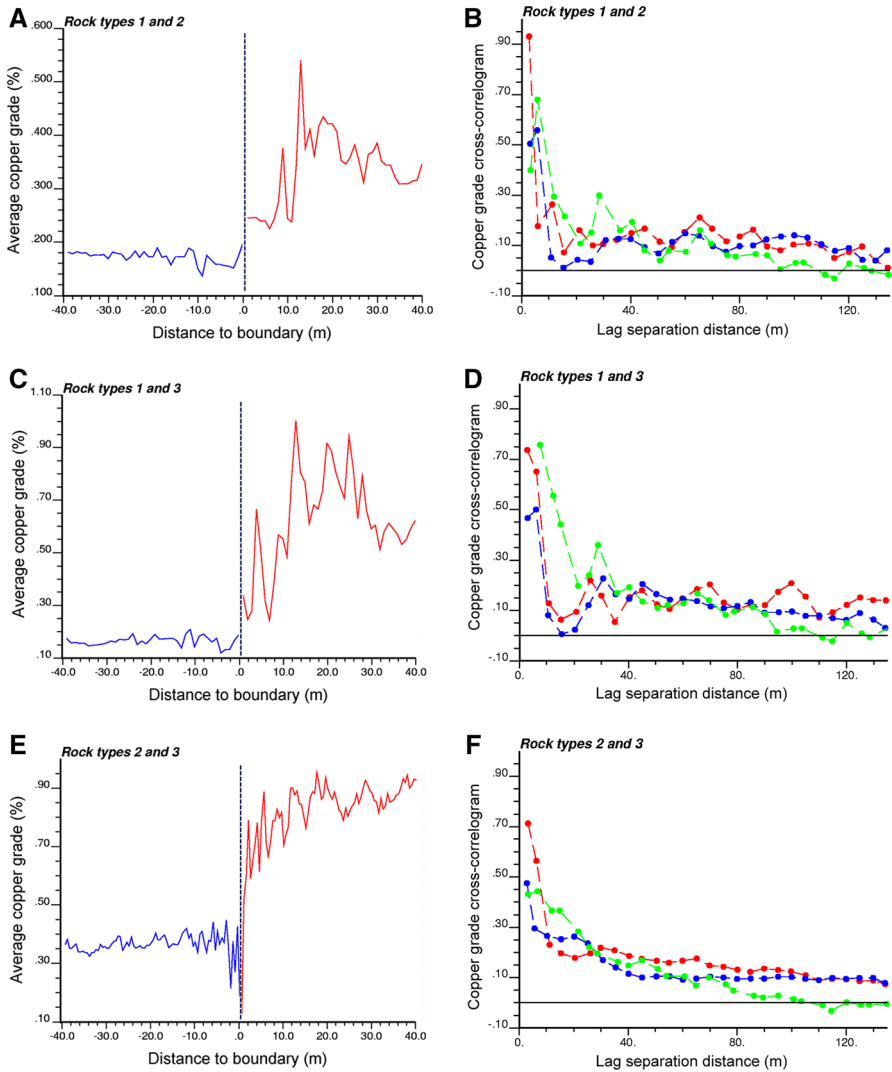 A
Rock types 1 and 2
Average copper grade (%)
.600
.500
.400
.300
.200
.100
-40.0 -30.0 -20.0 -10.0 .0 10.0 20.0 30.0 40.0
Distance to boundary (m)
B
Rock types 1 and 2
Copper grade cross-correlogram
.90
.70
.50
.30
.10
-.10
0. 40. 80. 120.
Lag separation distance (m)
C
Rock types 1 and 3
Average copper grade (%)
1.10
.90
.70
.50
.30
.10
-40.0 -30.0 -20.0 -10.0 .0 10.0 20.0 30.0 40.0
Distance to boundary (m)
D
Rock types 1 and 3
Copper grade cross-correlogram
.90
.70
.50
.30
.10
-.10
0. 40. 80. 120.
Lag separation distance (m)
E
Rock types 2 and 3
Average copper grade (%)
.90
.70
.50
.30
.10
-40.0 -30.0 -20.0 -10.0 .0 10.0 20.0 30.0 40.0
Distance to boundary (m)
F
Rock types 2 and 3
Copper grade cross-correlogram
.90
.70
.50
.30
.10
-.10
0. 40. 80. 120.
Lag separation distance (m)